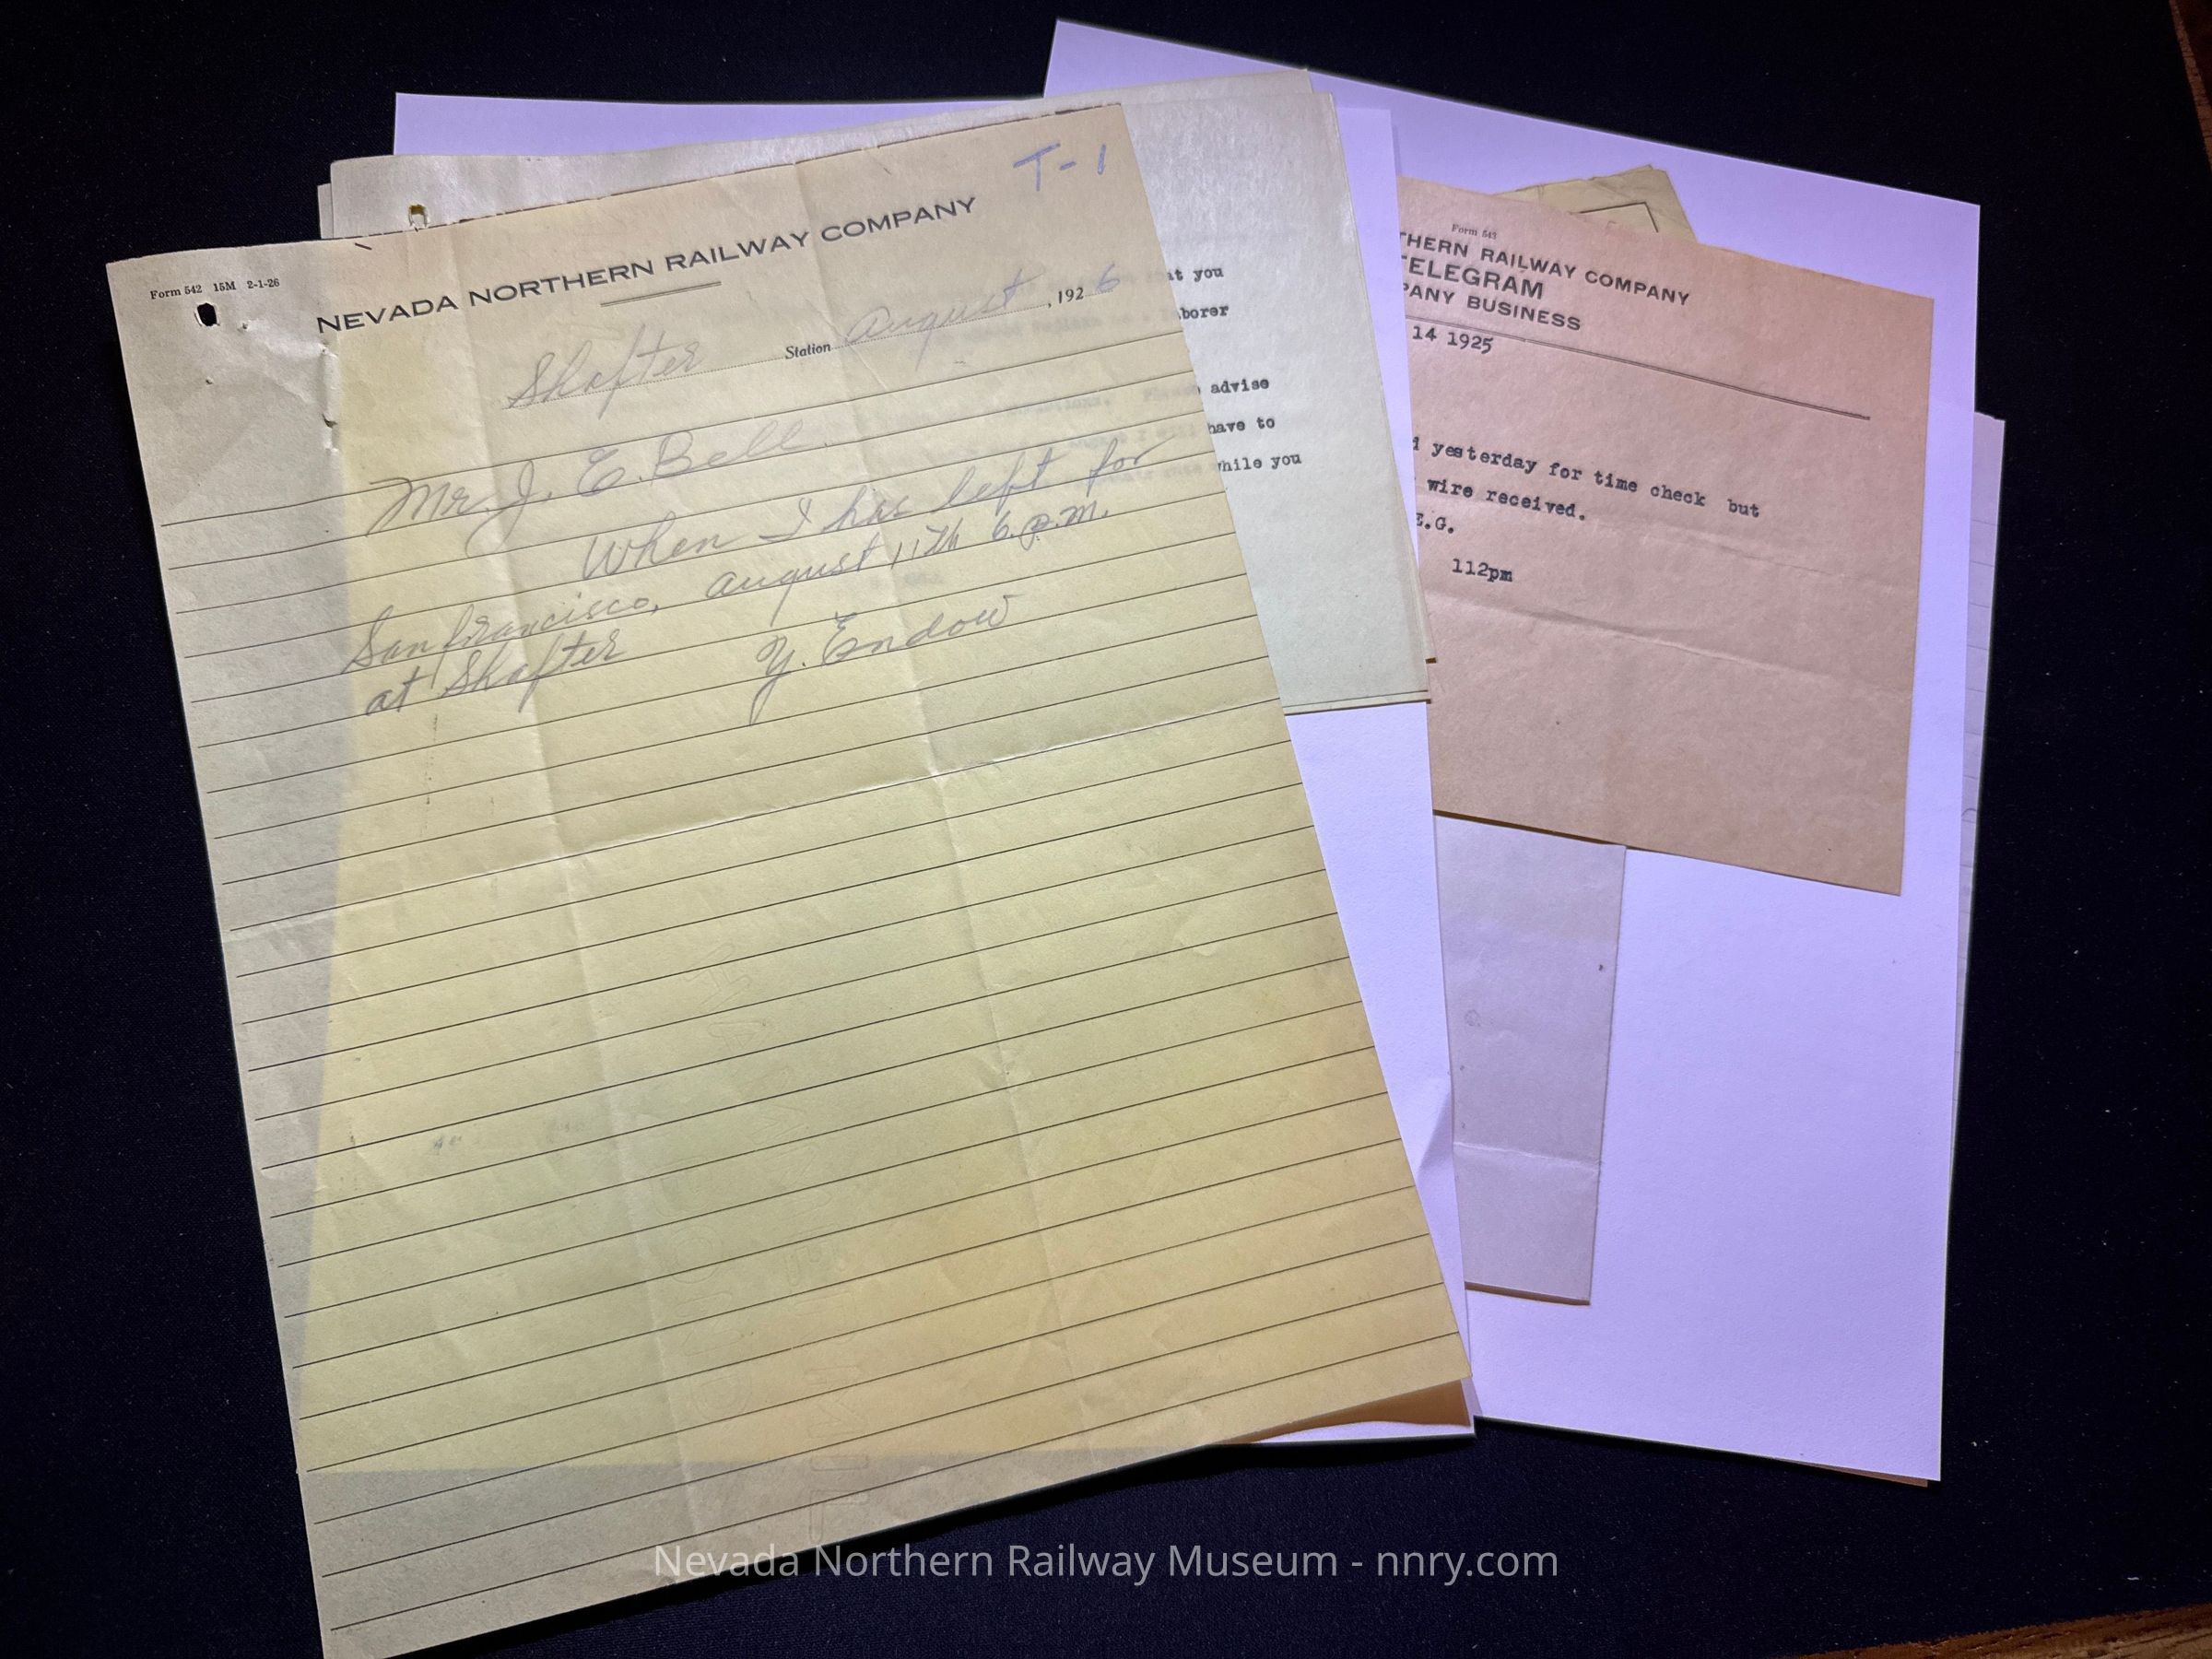 T-1
Form 542 15M 2-1-26
NEVADA NORTHERN RAILWAY COMPANY
Shafter Station August , 1926
Mr. J. E. Bell.
When I has left for
San francisco, august 11th 6. p.m.
at Shafter Y. Endow
at you
borer
advise
have to
while you
Form 543
THERN RAILWAY COMPANY
TELEGRAM
PANY BUSINESS
14 1925
yesterday for time check but
wire received.
E.G.
112pm
Nevada Northern Railway Museum - nnry.com